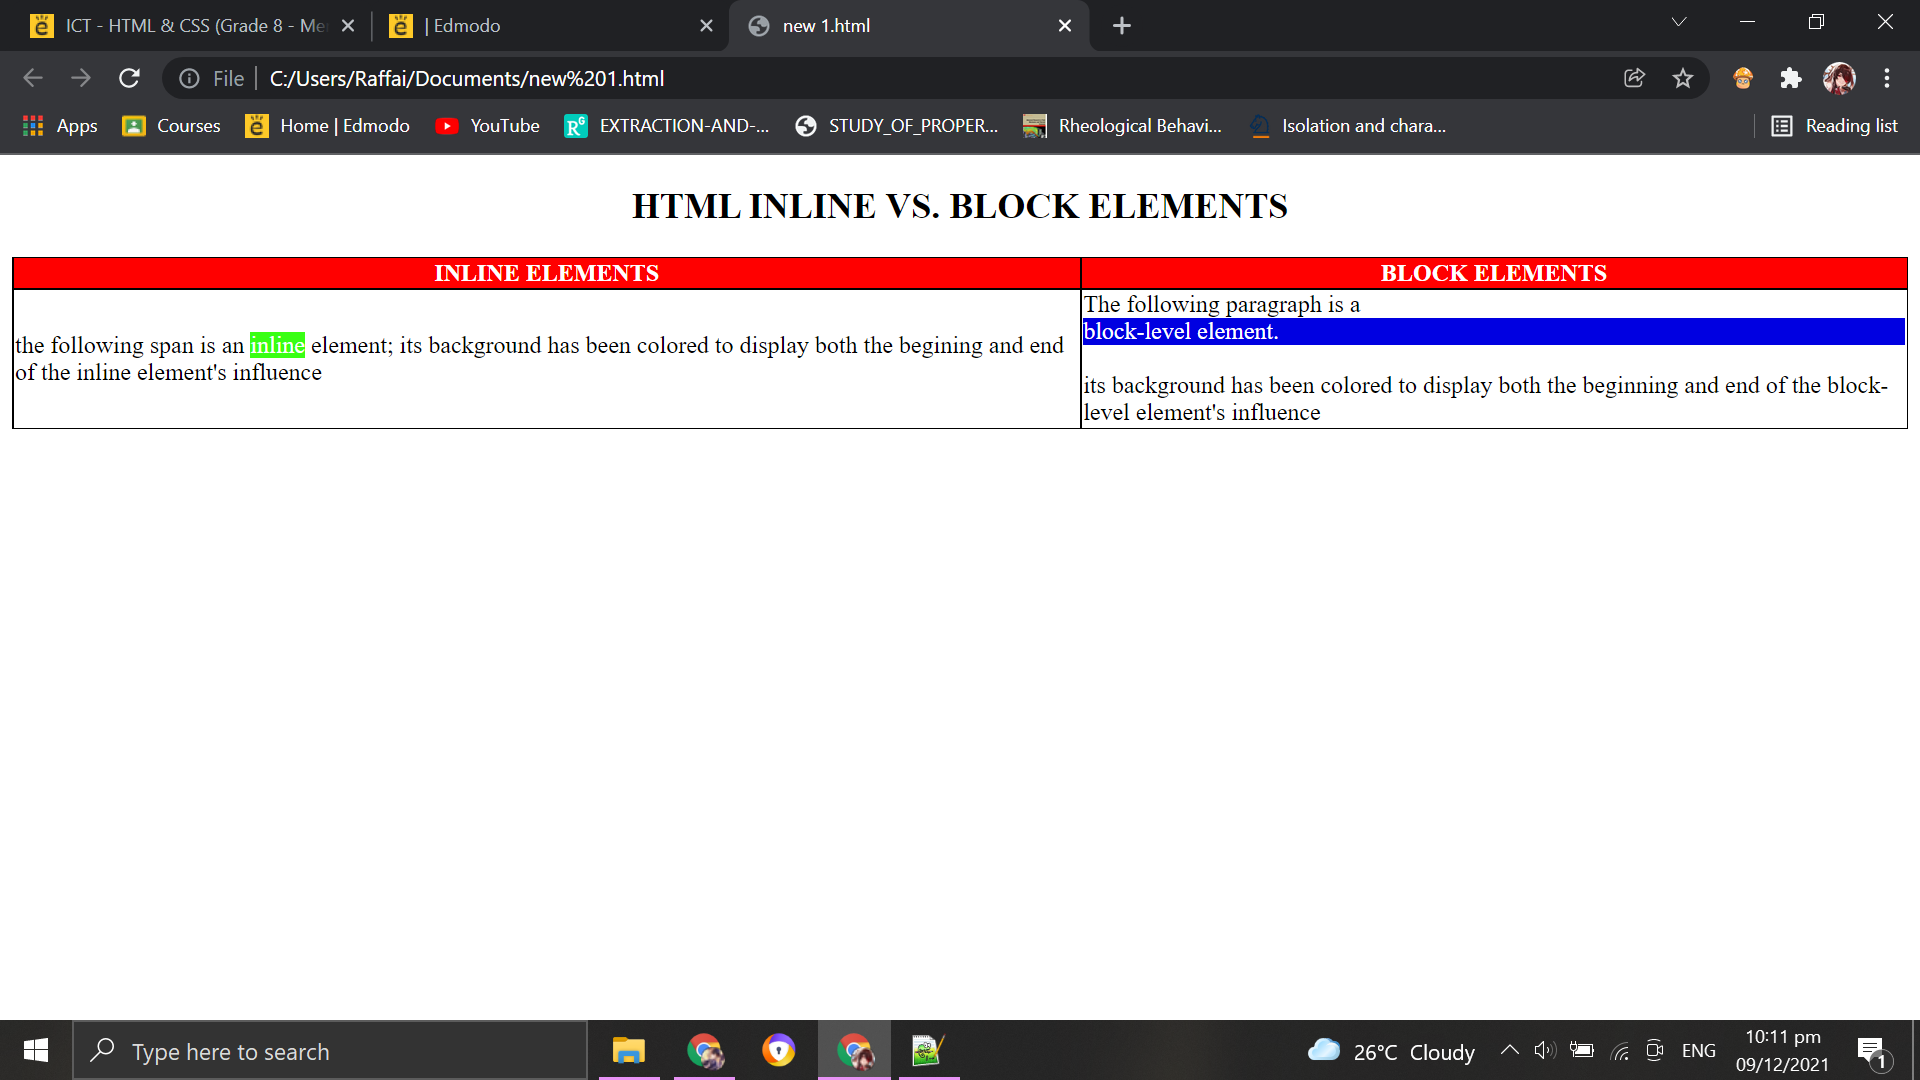 ICT - HTML & CSS (Grade 8 - Me
| Edmodo
new 1.html
File
C:/Users/Raffai/Documents/new%201.html
Apps
Courses
Home | Edmodo
YouTube
EXTRACTION-AND-...
STUDY_OF_PROPER...
Rheological Behavi...
Isolation and chara...
Reading list
HTML INLINE VS. BLOCK ELEMENTS
INLINE ELEMENTS
BLOCK ELEMENTS
the following span is an inline element; its background has been colored to display both the begining and end
of the inline element's influence
The following paragraph is a
block-level element.
its background has been colored to display both the beginning and end of the block-
level element's influence
Type here to search
26°C Cloudy
ENG
10:11 pm
09/12/2021
1